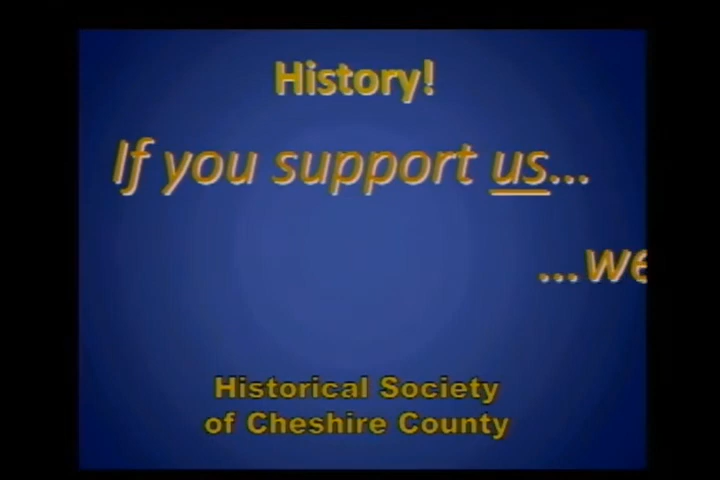 History!
If you support us...
...we
Historical Society
of Cheshire County